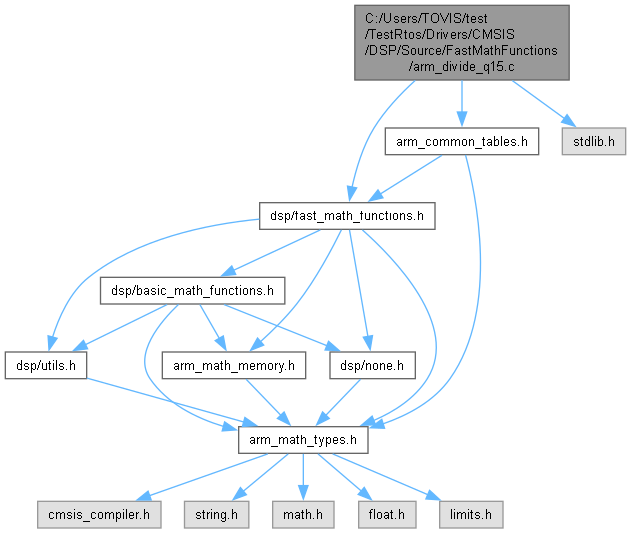 C:/Users/TOVIS/test
/TestRtos/Drivers/CMSIS
/DSP/Source/FastMathFunctions
/arm_divide_q15.c
arm_common_tables.h
stdlib.h
dsp/fast_math_functions.h
dsp/basic_math_functions.h
dsp/utils.h
arm_math_memory.h
dsp/none.h
arm_math_types.h
cmsis_compiler.h
string.h
math.h
float.h
limits.h